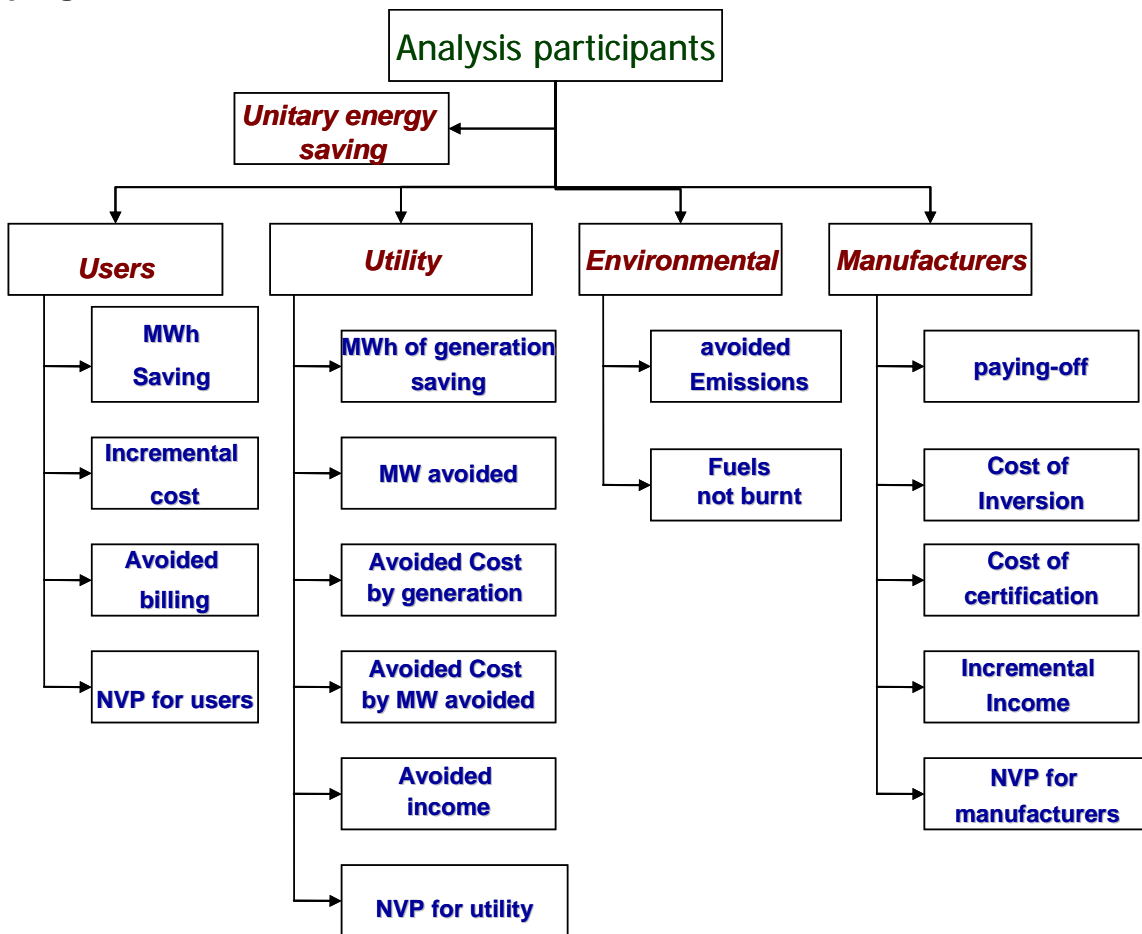 Analysis participants
Unitary energy
saving
Users
Utility
Environmental
Manufacturers
MWh
Saving
Incremental
cost
Avoided
billing
NVP for users
MWh of generation
saving
MW avoided
Avoided Cost
by generation
Avoided Cost
by MW avoided
Avoided
income
NVP for utility
avoided
Emissions
Fuels
not burnt
paying-off
Cost of
Inversion
Cost of
certification
Incremental
Income
NVP for
manufacturers